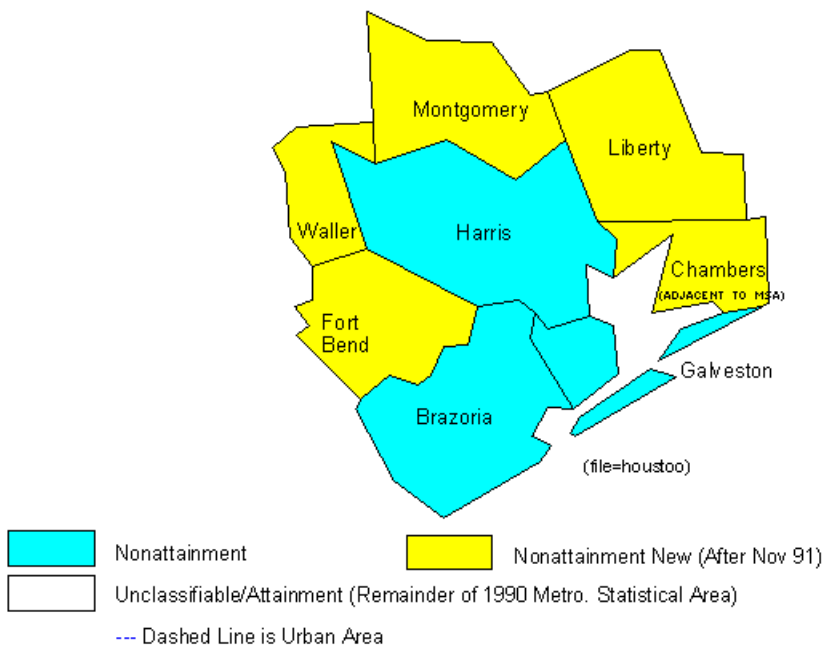 Montgomery
Liberty
Waller
Harris
Chambers
(ADJACENT TO MSA)
Fort
Bend
Galveston
Brazoria
(file=houstoo)
Nonattainment
Nonattainment New (After Nov 91)
Unclassifiable/Attainment (Remainder of 1990 Metro. Statistical Area)
--- Dashed Line is Urban Area